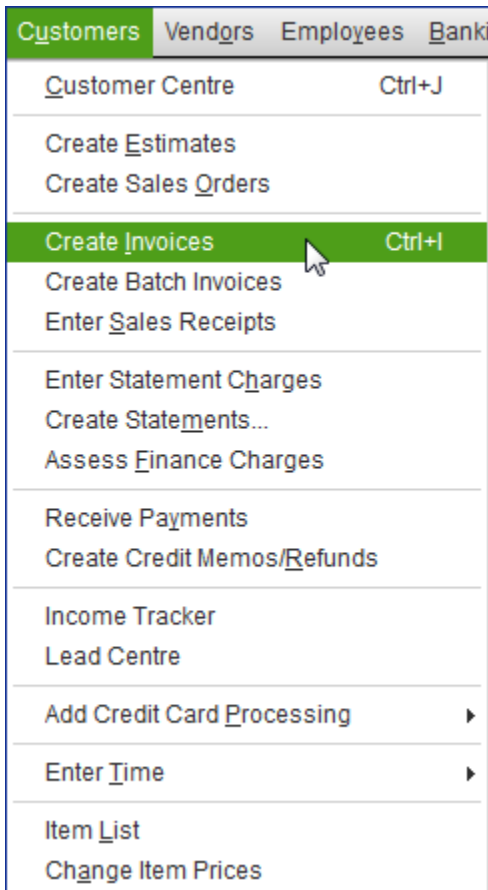 Customers Vendors Employees Banki
Customer Centre Ctrl+J
Create Estimates
Create Sales Orders
Create Invoices Ctrl+I
Create Batch Invoices
Enter Sales Receipts
Enter Statement Charges
Create Statements...
Assess Finance Charges
Receive Payments
Create Credit Memos/Refunds
Income Tracker
Lead Centre
Add Credit Card Processing
Enter Time
Item List
Change Item Prices